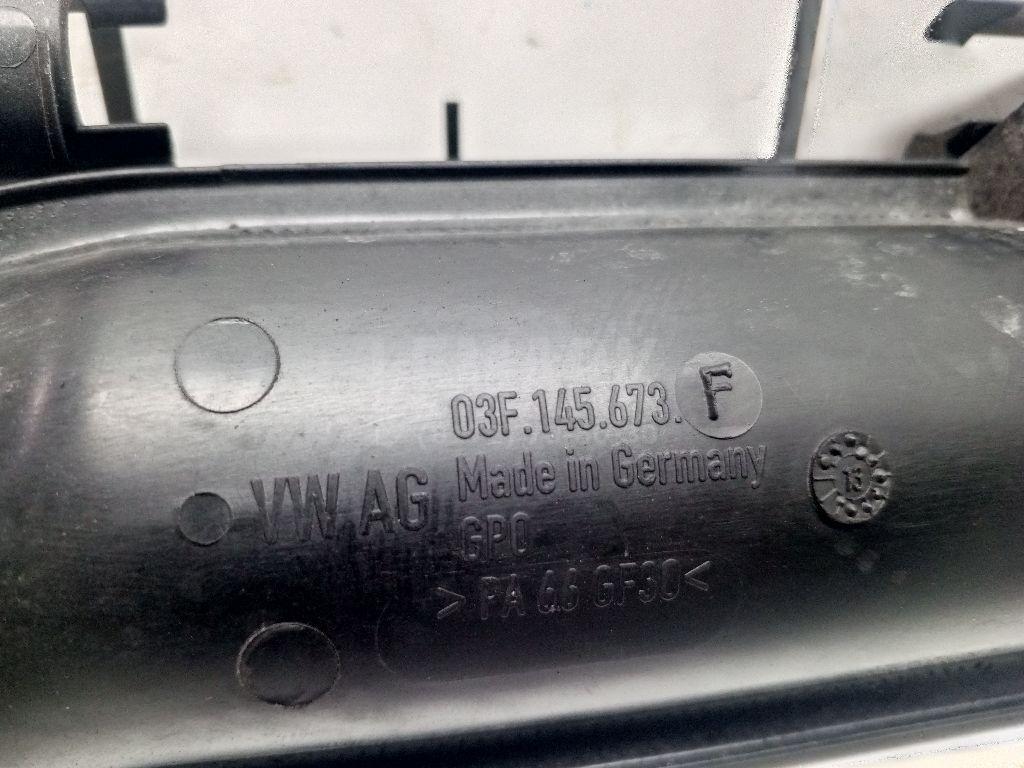 03F.145.673.F
VW AG
Made in Germany
GPO
>PA 66 GF30<
13